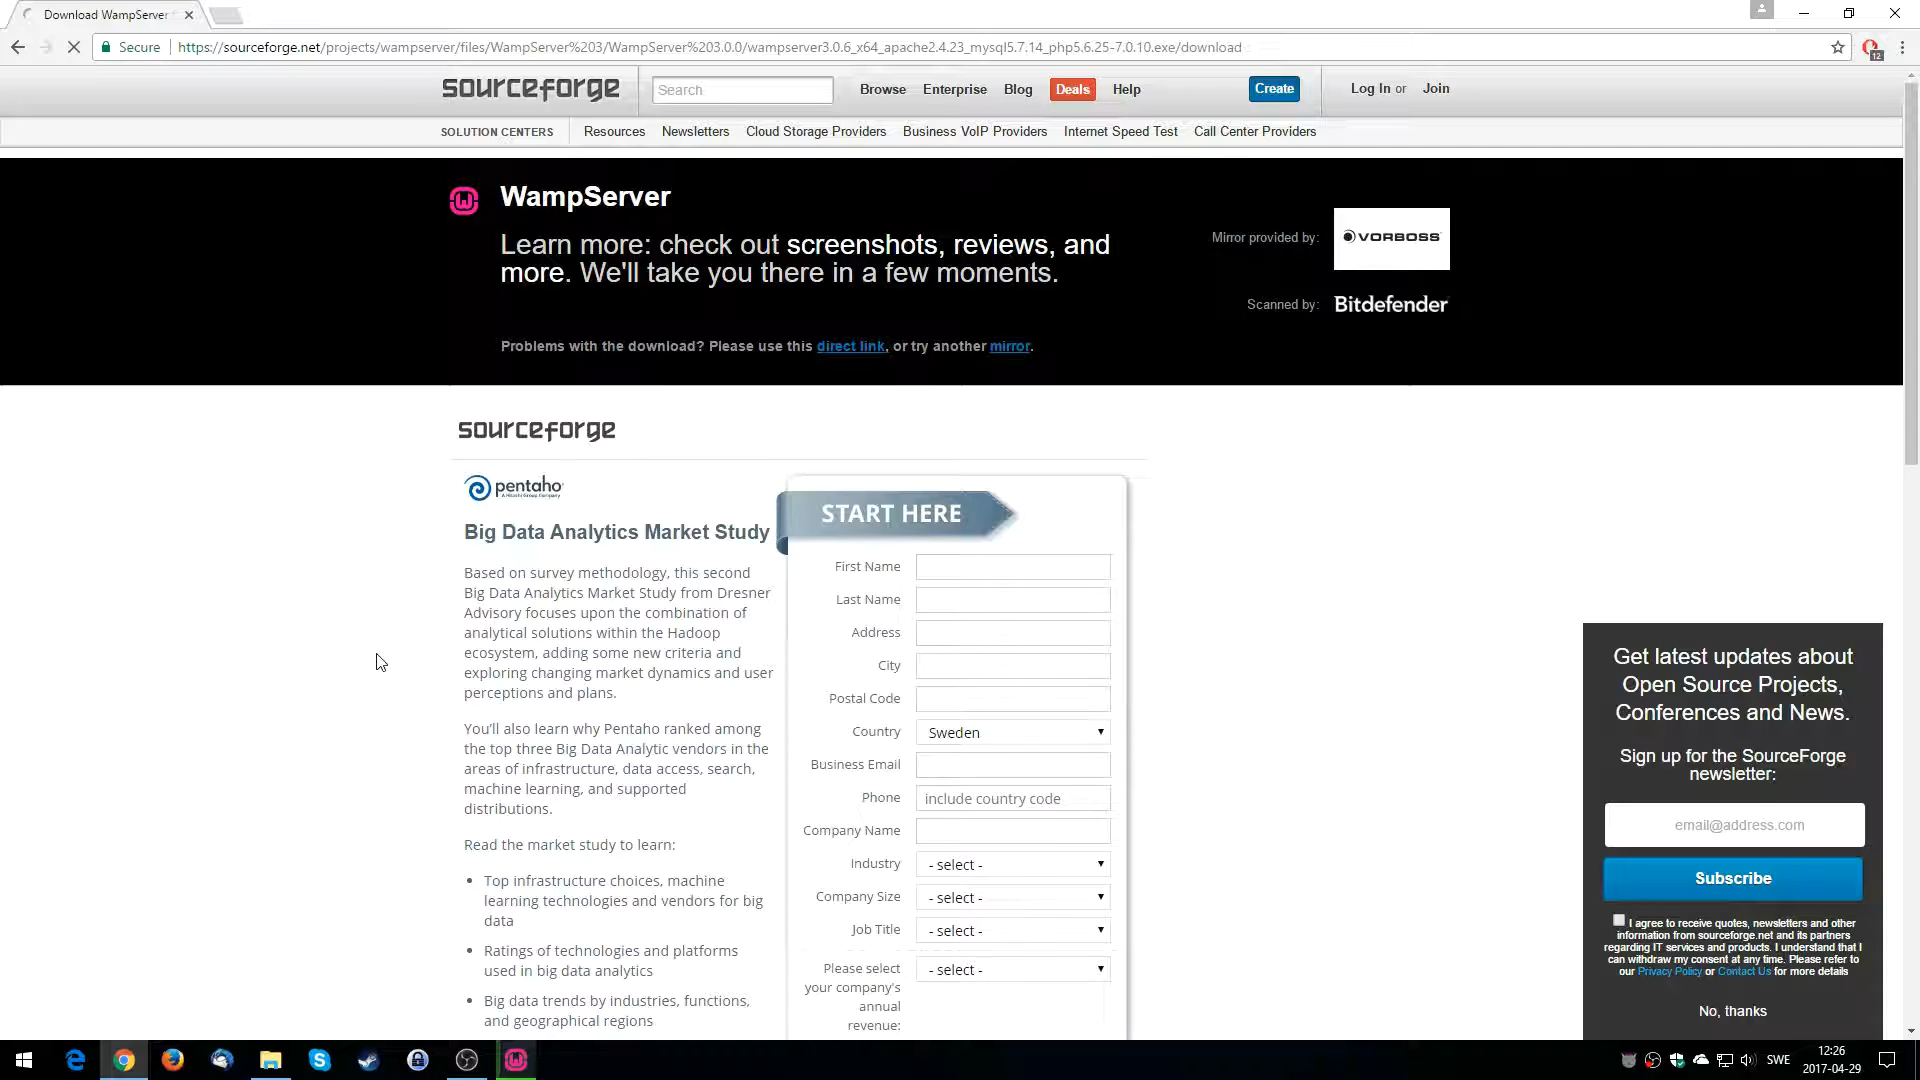 Download WampServer
Secure
https://sourceforge.net/projects/wampserver/files/WampServer%203/WampServer%203.0.0/wampserver3.0.6_x64_apache2.4.23_mysql5.7.14_php5.6.25-7.0.10.exe/download
12
sourceforge
Search
Browse Enterprise Blog Deals Help
Create
Log In or Join
SOLUTION CENTERS
Resources Newsletters Cloud Storage Providers Business VoIP Providers Internet Speed Test Call Center Providers
WampServer
Learn more: check out screenshots, reviews, and
more. We'll take you there in a few moments.
Problems with the download? Please use this direct link, or try another mirror.
Mirror provided by:
VORBOSS
Scanned by:
Bitdefender
sourceforge
pentaho
A Hitachi Group Company
Big Data Analytics Market Study
Based on survey methodology, this second
Big Data Analytics Market Study from Dresner
Advisory focuses upon the combination of
analytical solutions within the Hadoop
ecosystem, adding some new criteria and
exploring changing market dynamics and user
perceptions and plans.
You'll also learn why Pentaho ranked among
the top three Big Data Analytic vendors in the
areas of infrastructure, data access, search,
machine learning, and supported
distributions.
Read the market study to learn:
• Top infrastructure choices, machine
learning technologies and vendors for big
data
• Ratings of technologies and platforms
used in big data analytics
• Big data trends by industries, functions,
and geographical regions
START HERE
First Name
Last Name
Address
City
Postal Code
Country Sweden
Business Email
Phone include country code
Company Name
Industry - select -
Company Size - select -
Job Title - select -
Please select - select -
your company's
annual
revenue:
Get latest updates about
Open Source Projects,
Conferences and News.
Sign up for the SourceForge
newsletter:
email@address.com
Subscribe
I agree to receive quotes, newsletters and other
information from sourceforge.net and its partners
regarding IT services and products. I understand that I
can withdraw my consent at any time. Please refer to
our Privacy Policy or Contact Us for more details
No, thanks
SWE
12:26
2017-04-29